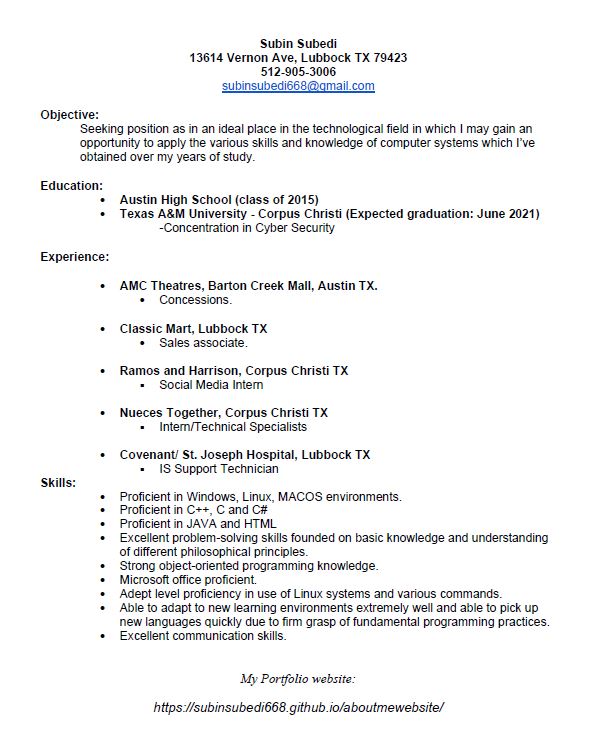 Subin Subedi
13614 Vernon Ave, Lubbock TX 79423
512-905-3006
subinsubedi668@gmail.com
Objective:
Seeking position as in an ideal place in the technological field in which I may gain an
opportunity to apply the various skills and knowledge of computer systems which I've
obtained over my years of study.
Education:
• Austin High School (class of 2015)
• Texas A&M University - Corpus Christi (Expected graduation: June 2021)
-Concentration in Cyber Security
Experience:
• AMC Theatres, Barton Creek Mall, Austin TX.
• Concessions.
• Classic Mart, Lubbock TX
• Sales associate.
• Ramos and Harrison, Corpus Christi TX
▪ Social Media Intern
• Nueces Together, Corpus Christi TX
▪ Intern/Technical Specialists
• Covenant/ St. Joseph Hospital, Lubbock TX
▪ IS Support Technician
Skills:
• Proficient in Windows, Linux, MACOS environments.
• Proficient in C++, C and C#
• Proficient in JAVA and HTML
• Excellent problem-solving skills founded on basic knowledge and understanding
of different philosophical principles.
• Strong object-oriented programming knowledge.
• Microsoft office proficient.
• Adept level proficiency in use of Linux systems and various commands.
• Able to adapt to new learning environments extremely well and able to pick up
new languages quickly due to firm grasp of fundamental programming practices.
• Excellent communication skills.
My Portfolio website:
https://subinsubedi668.github.io/aboutmewebsite/